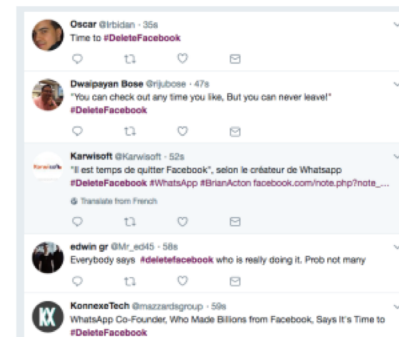 Oscar @Irbidan · 35s
Time to #DeleteFacebook
Dwaipayan Bose @rijubose · 47s
"You can check out any time you like, But you can never leave!"
#DeleteFacebook
Karwisoft @Karwisoft · 52s
"Il est temps de quitter Facebook", selon le créateur de Whatsapp
#DeleteFacebook #WhatsApp #BrianActon facebook.com/note.php?note_...
Translate from French
edwin gr @Mr_ed45 · 58s
Everybody says #deletefacebook who is really doing it. Prob not many
KonnexeTech @mazzardsgroup · 59s
WhatsApp Co-Founder, Who Made Billions from Facebook, Says It's Time to
#DeleteFacebook